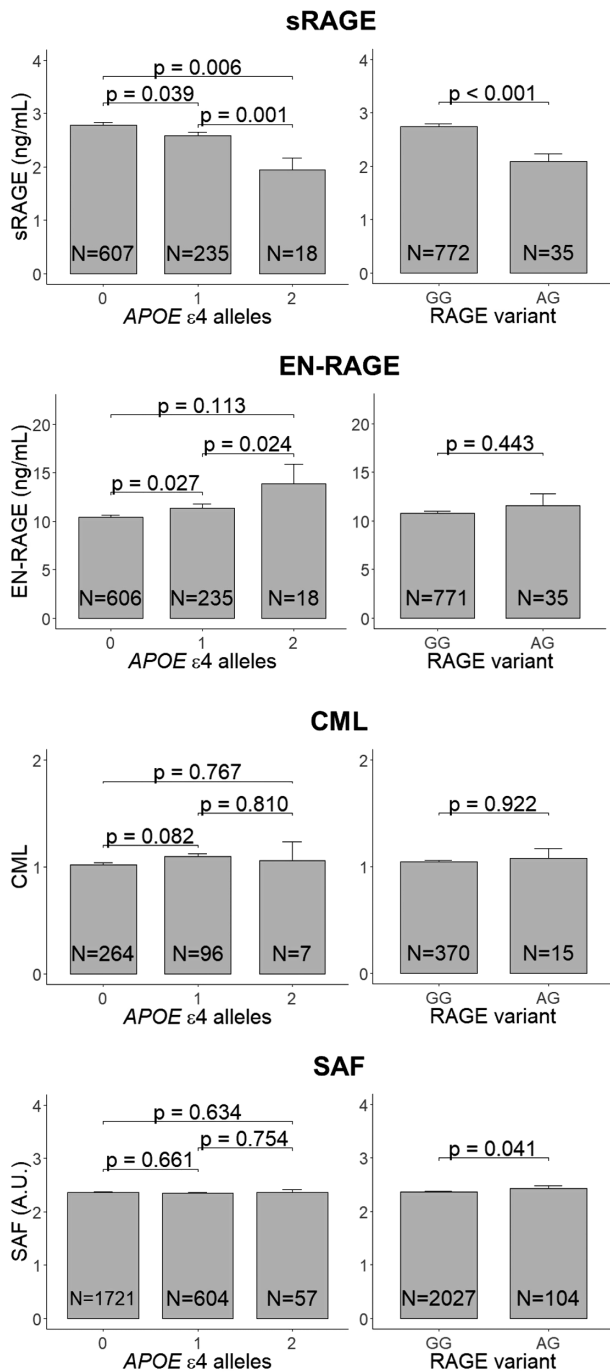 sRAGE
sRAGE (ng/mL)
4
3
2
1
0
p = 0.006
p = 0.039
p = 0.001
N=607 N=235 N=18
0 1 2
APOE ε4 alleles
4
3
2
1
0
p < 0.001
N=772 N=35
GG AG
RAGE variant
EN-RAGE
EN-RAGE (ng/mL)
20
15
10
5
0
p = 0.113
p = 0.024
p = 0.027
N=606 N=235 N=18
0 1 2
APOE ε4 alleles
20
15
10
5
0
p = 0.443
N=771 N=35
GG AG
RAGE variant
CML
CML
2
1
0
p = 0.767
p = 0.810
p = 0.082
N=264 N=96 N=7
0 1 2
APOE ε4 alleles
2
1
0
p = 0.922
N=370 N=15
GG AG
RAGE variant
SAF
SAF (A.U.)
4
3
2
1
0
p = 0.634
p = 0.754
p = 0.661
N=1721 N=604 N=57
0 1 2
APOE ε4 alleles
4
3
2
1
0
p = 0.041
N=2027 N=104
GG AG
RAGE variant